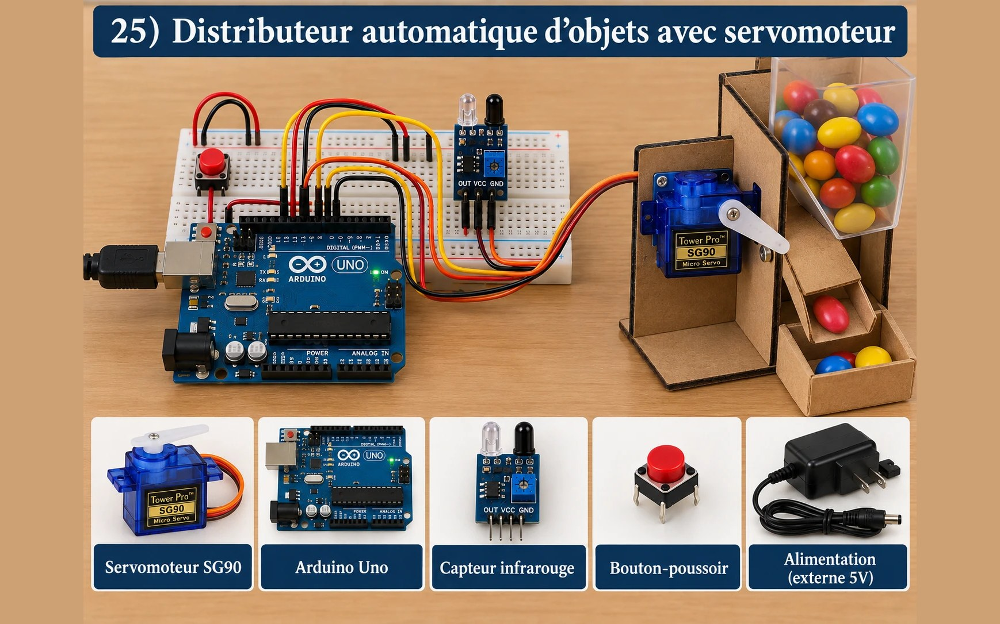 25) Distributeur automatique d’objets avec servomoteur
OUT VCC GND
Tower Pro™
SG90
Micro Servo
DIGITAL (PWM~)
UNO
ARDUINO
TX
RX
ON
POWER
ANALOG IN
Tower Pro™
SG90
Micro Servo
UNO
ARDUINO
POWER
ANALOG IN
OUT VCC GND
Servomoteur SG90
Arduino Uno
Capteur infrarouge
Bouton-poussoir
Alimentation
(externe 5V)